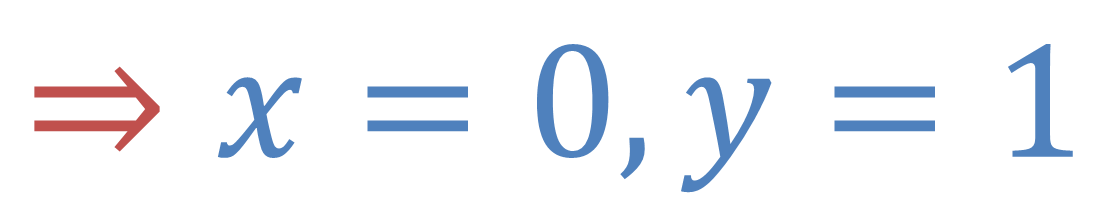 ⇒ x = 0, y = 1